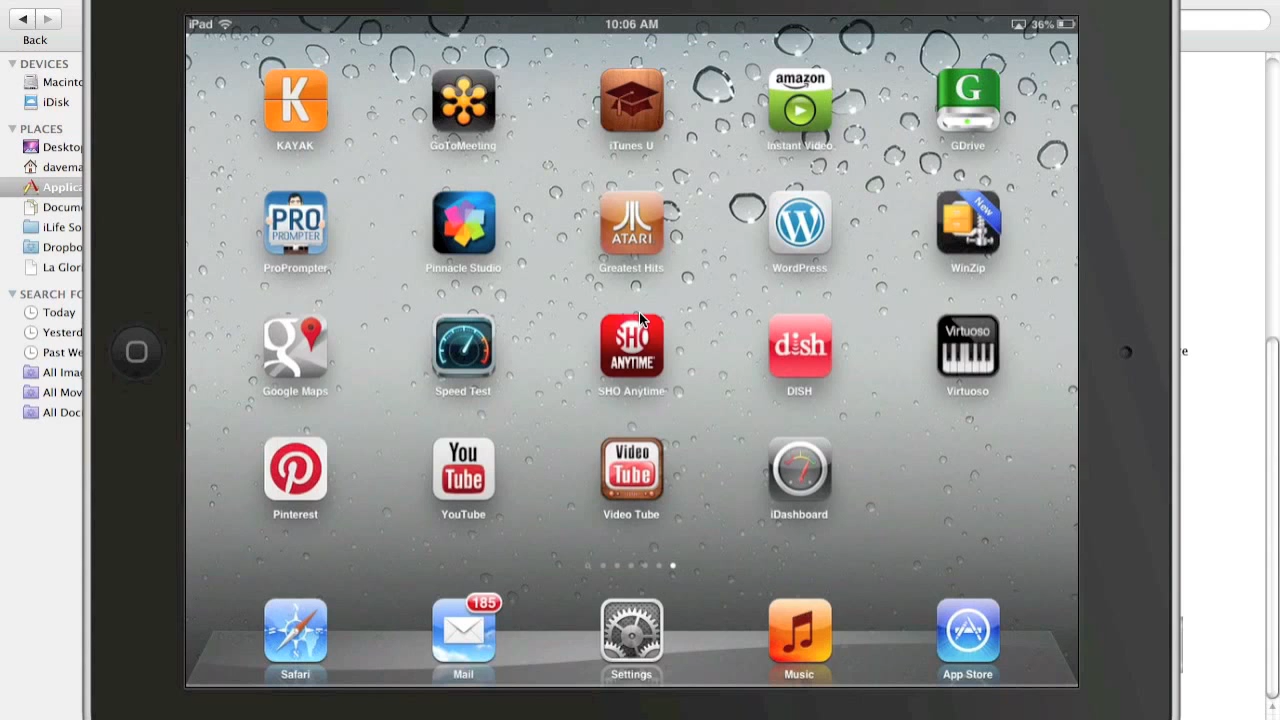 iPad 10:06 AM 36%
Back
DEVICES
Macinto
iDisk
PLACES
Deskto
davema
Applica
Docume
iLife So
Dropbo
La Glori
SEARCH FO
Today
Yesterd
Past We
All Imag
All Mov
All Doc
K
amazon
G
KAYAK GoToMeeting iTunes U Instant Video GDrive
PRO
PROMPTER
ATARI
W
New
ProPrompter Pinnacle Studio Greatest Hits WordPress WinZip
g
SHO
ANYTIME
dish
Virtuoso
Google Maps Speed Test SHO Anytime DISH Virtuoso
You
Tube
Video
Tube
Pinterest YouTube Video Tube iDashboard
185
N
Safari Mail Settings Music App Store